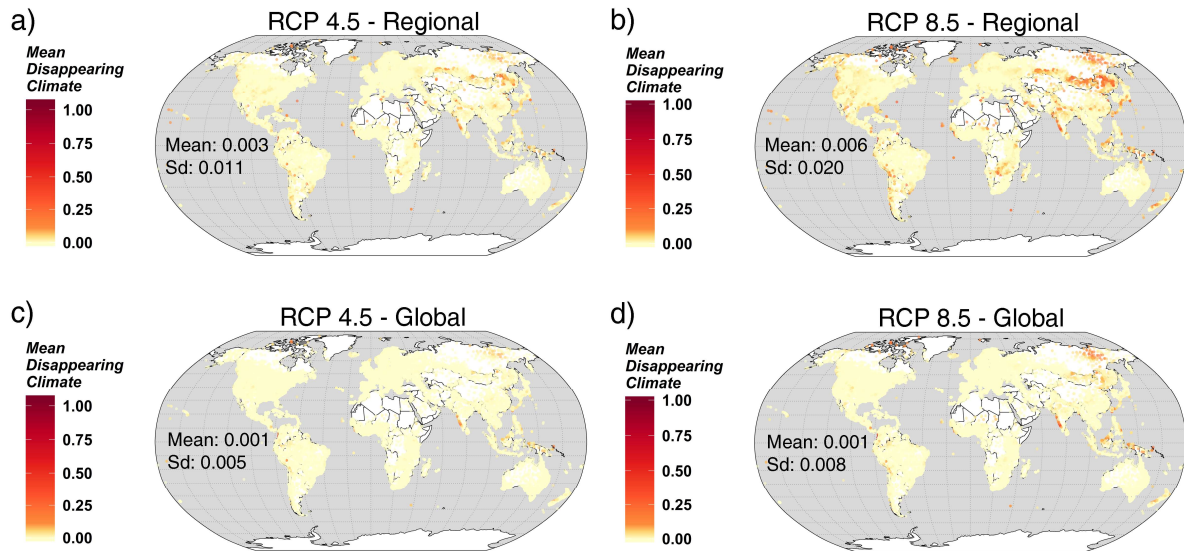 a)
RCP 4.5 - Regional
Mean
Disappearing
Climate
1.00
0.75
0.50
0.25
0.00
Mean: 0.003
Sd: 0.011
b)
RCP 8.5 - Regional
Mean
Disappearing
Climate
1.00
0.75
0.50
0.25
0.00
Mean: 0.006
Sd: 0.020
c)
RCP 4.5 - Global
Mean
Disappearing
Climate
1.00
0.75
0.50
0.25
0.00
Mean: 0.001
Sd: 0.005
d)
RCP 8.5 - Global
Mean
Disappearing
Climate
1.00
0.75
0.50
0.25
0.00
Mean: 0.001
Sd: 0.008